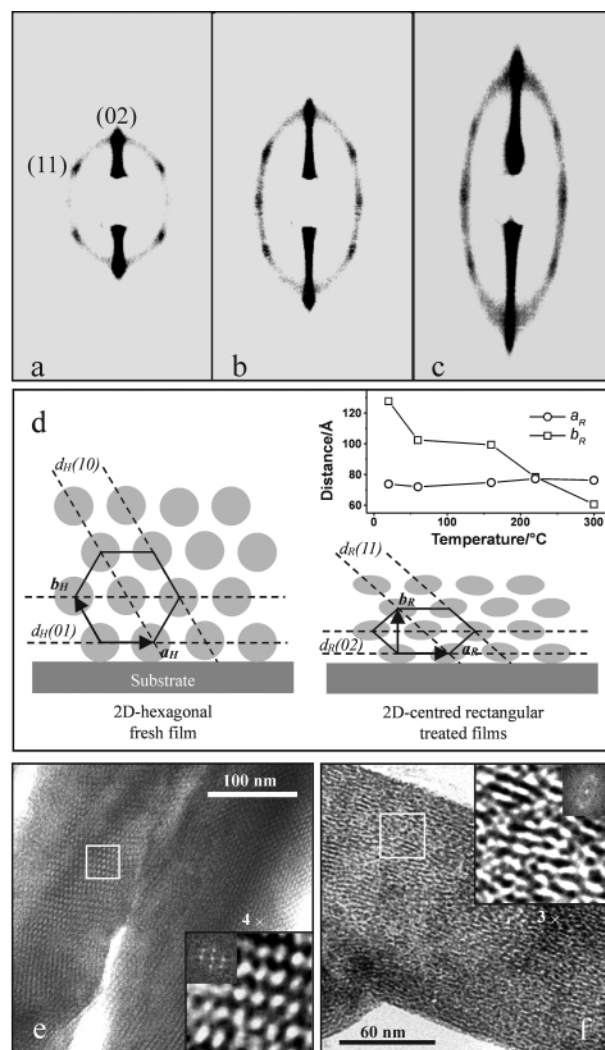 (02)
(11)
a
b
c
d
dH(10)
bH
dH(01)
aH
Substrate
2D-hexagonal
fresh film
Distance/Å
120
100
80
60
aR
bR
0
100
200
300
Temperature/°C
dR(11)
bR
dR(02)
aR
2D-centred rectangular
treated films
100 nm
4 ×
e
3 ×
60 nm
f